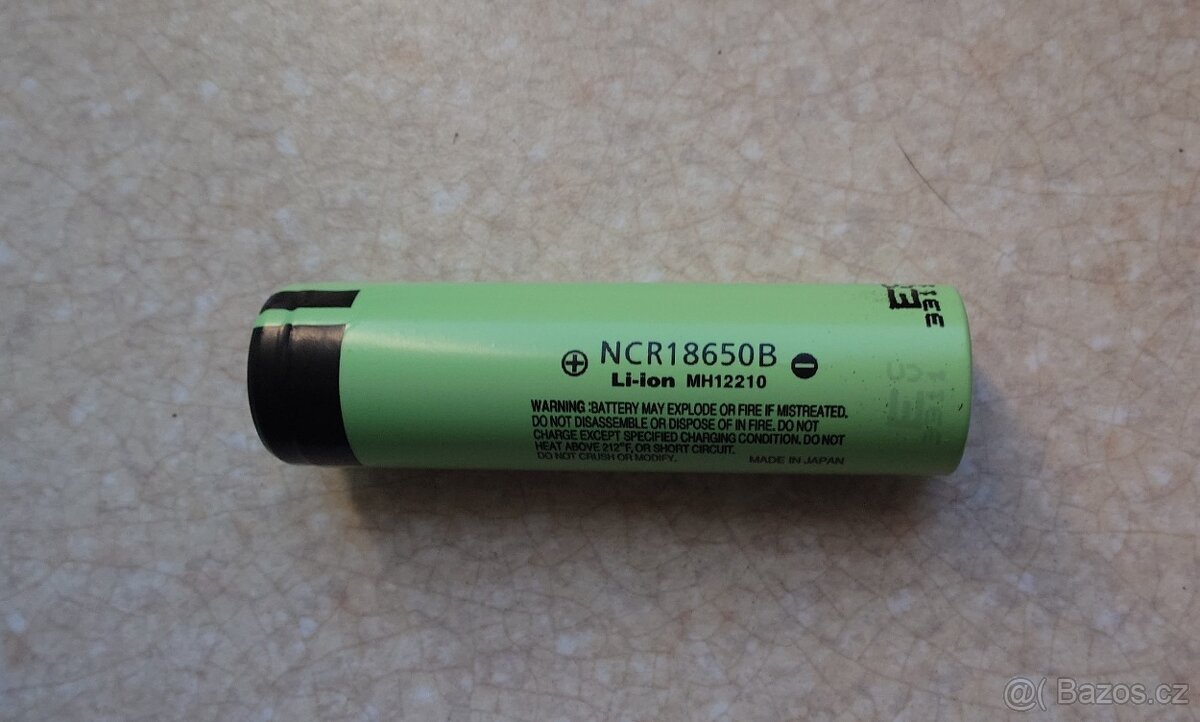 ⊕ NCR18650B ⊖
Li-ion MH12210
WARNING :BATTERY MAY EXPLODE OR FIRE IF MISTREATED.
DO NOT DISASSEMBLE OR DISPOSE OF IN FIRE. DO NOT
CHARGE EXCEPT SPECIFIED CHARGING CONDITION. DO NOT
HEAT ABOVE 212°F, OR SHORT CIRCUIT.
DO NOT CRUSH OR MODIFY. MADE IN JAPAN
@( Bazos.cz